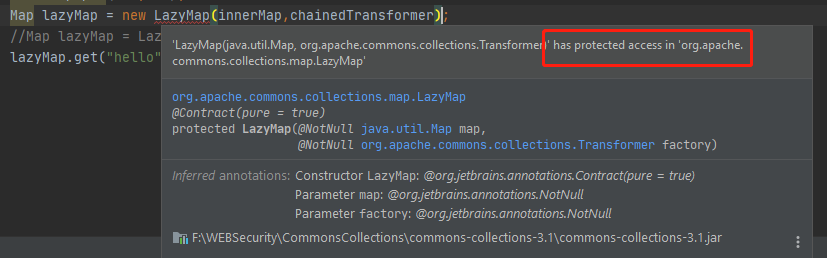 Map lazyMap = new LazyMap(innerMap,chainedTransformer);
//Map lazyMap = Laz
lazyMap.get("hello"
'LazyMap(java.util.Map, org.apache.commons.collections.Transformer)' has protected access in 'org.apache.
commons.collections.map.LazyMap'
org.apache.commons.collections.map.LazyMap
@Contract(pure = true)
protected LazyMap(@NotNull java.util.Map map,
@NotNull org.apache.commons.collections.Transformer factory)
Inferred annotations: Constructor LazyMap: @org.jetbrains.annotations.Contract(pure = true)
Parameter map: @org.jetbrains.annotations.NotNull
Parameter factory: @org.jetbrains.annotations.NotNull
F:\WEBSecurity\CommonsCollections\commons-collections-3.1\commons-collections-3.1.jar